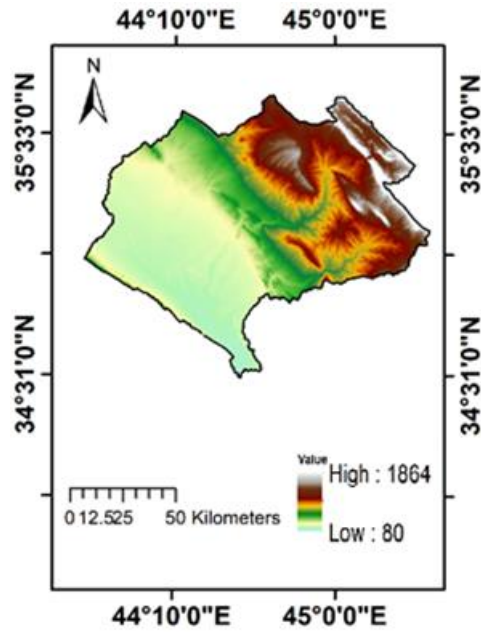 44°10'0"E 45°0'0"E
N
35°33'0"N
35°33'0"N
34°31'0"N
34°31'0"N
Value
High : 1864
Low : 80
0 12.525 50 Kilometers
44°10'0"E 45°0'0"E